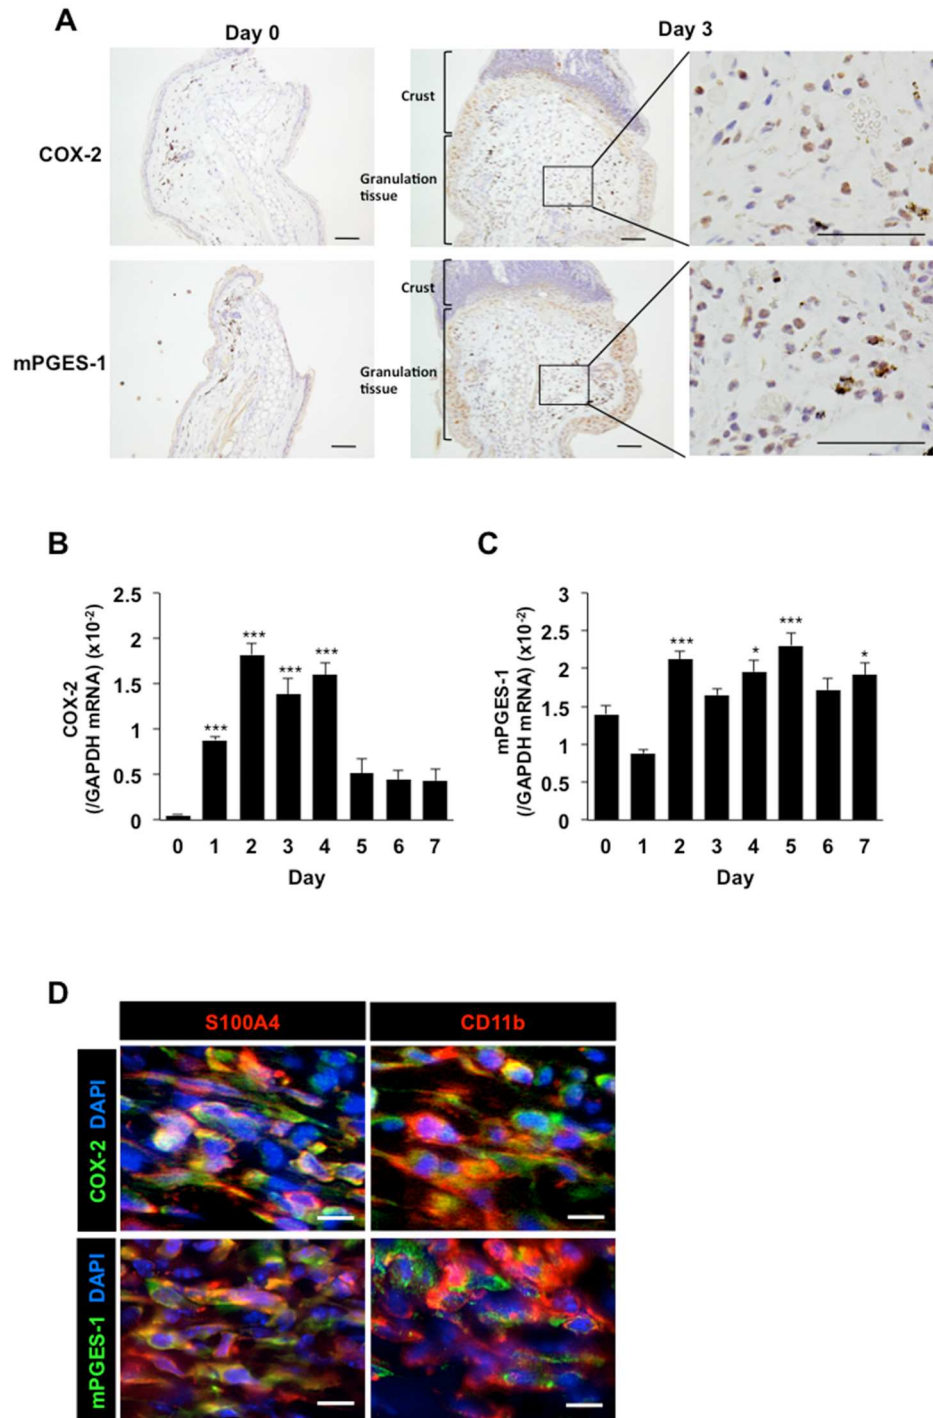 A
Day 0
Day 3
COX-2
Crust
Granulation
tissue
mPGES-1
Crust
Granulation
tissue
B
COX-2
(/GAPDH mRNA) (x10⁻²)
2.5
2
1.5
1
0.5
0
***
***
***
***
0 1 2 3 4 5 6 7
Day
C
mPGES-1
(/GAPDH mRNA) (x10⁻²)
3
2.5
2
1.5
1
0.5
0
***
*
***
*
0 1 2 3 4 5 6 7
Day
D
S100A4
CD11b
COX-2 DAPI
mPGES-1 DAPI